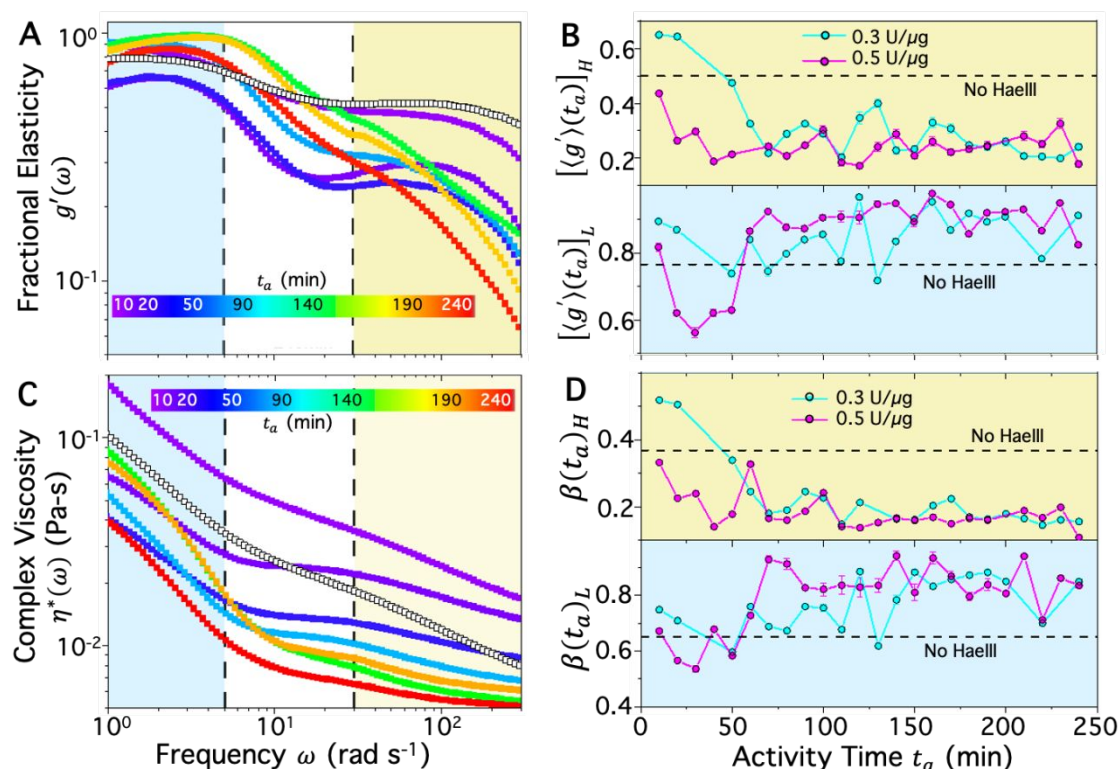 A
Fractional Elasticity
g′(ω)
10⁰
10⁻¹
t_a (min)
10 20 50 90 140 190 240
B
[⟨g′⟩(t_a)]_H
0.6
0.4
0.2
0.3 U/µg
0.5 U/µg
No HaeIII
[⟨g′⟩(t_a)]_L
0.8
0.6
No HaeIII
C
Complex Viscosity
η*(ω) (Pa-s)
10⁻¹
10⁻²
10 20 50 90 140 190 240
t_a (min)
10⁰ 10¹ 10²
Frequency ω (rad s⁻¹)
D
β(t_a)_H
0.4
0.2
0.3 U/µg
0.5 U/µg
No HaeIII
β(t_a)_L
0.8
0.6
0.4
No HaeIII
0 50 100 150 200 250
Activity Time t_a (min)